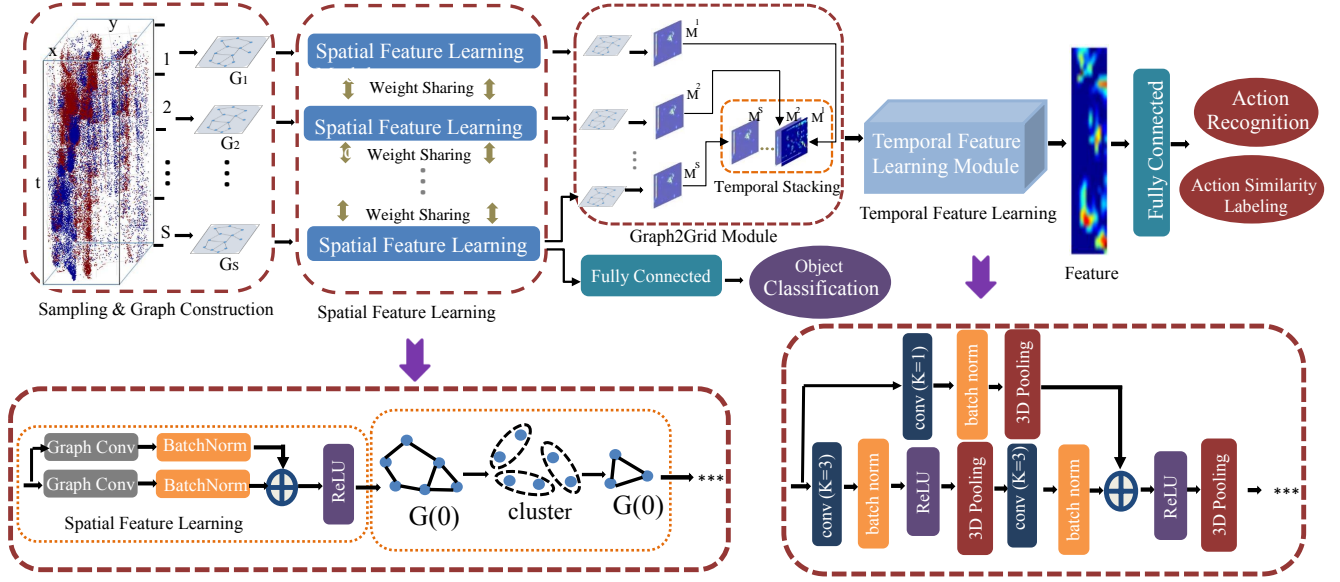 y
x
t
1
2
S
G1
G2
GS
Sampling & Graph Construction
Spatial Feature Learning
Weight Sharing
Spatial Feature Learning
Weight Sharing
Weight Sharing
Spatial Feature Learning
Spatial Feature Learning
M1
M2
MS
MS
M2
M1
Temporal Stacking
Graph2Grid Module
Fully Connected
Object
Classification
Temporal Feature
Learning Module
Temporal Feature Learning
Feature
Fully Connected
Action
Recognition
Action Similarity
Labeling
Graph Conv
BatchNorm
Graph Conv
BatchNorm
ReLU
Spatial Feature Learning
G(0)
cluster
G(0)
***
conv (K=1)
batch norm
3D Pooling
conv (K=3)
batch norm
ReLU
3D Pooling
conv (K=3)
batch norm
ReLU
3D Pooling
***